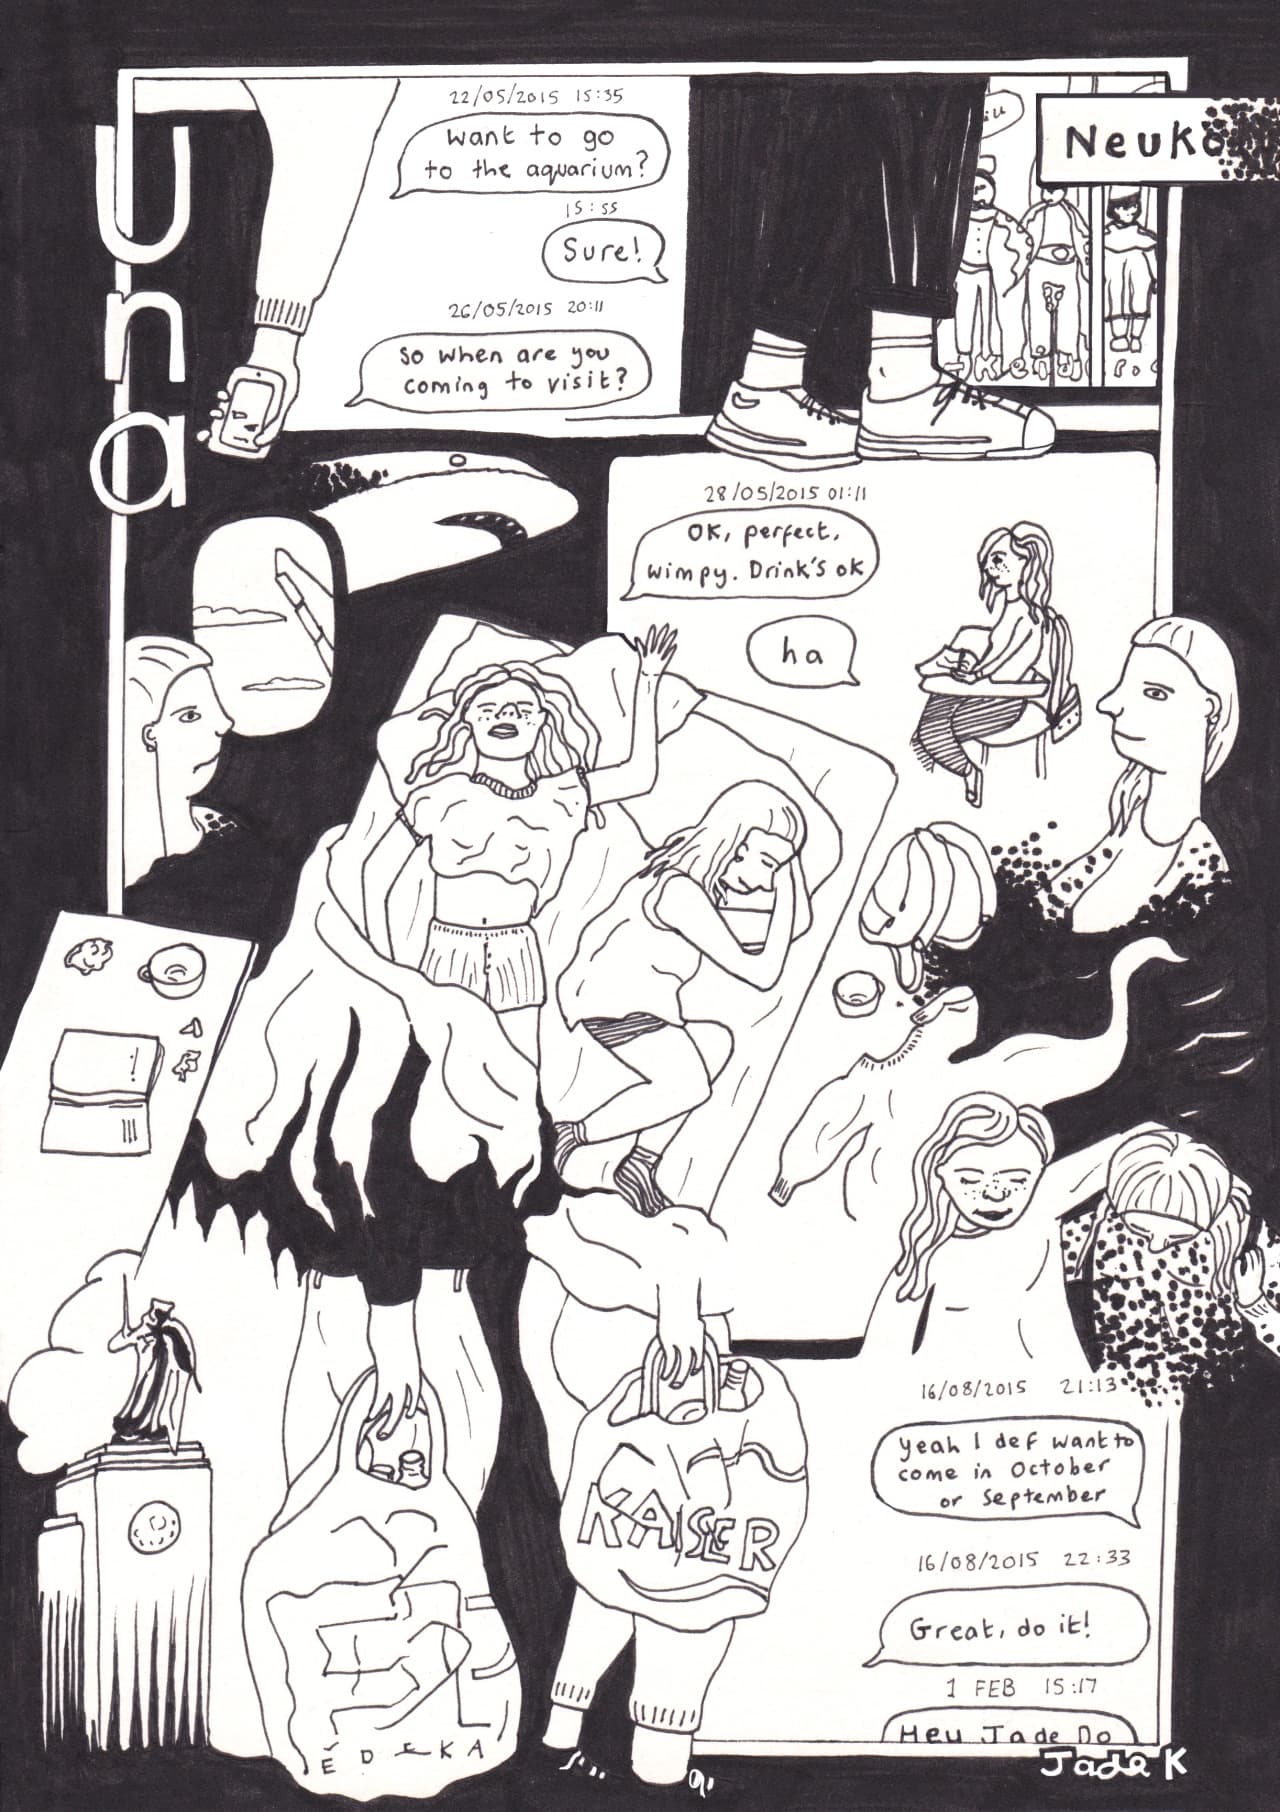 Una
22/05/2015 15:35
Want to go
to the aquarium?
15:55
Sure!
26/05/2015 20:11
So when are you
coming to visit?
Neukö
28/05/2015 01:11
OK, perfect,
wimpy. Drink's ok
ha
KAISER
EDEKA
16/08/2015 21:13
yeah I def want to
come in October
or September
16/08/2015 22:33
Great, do it!
1 FEB 15:17
Hey Jade Do
Jade K